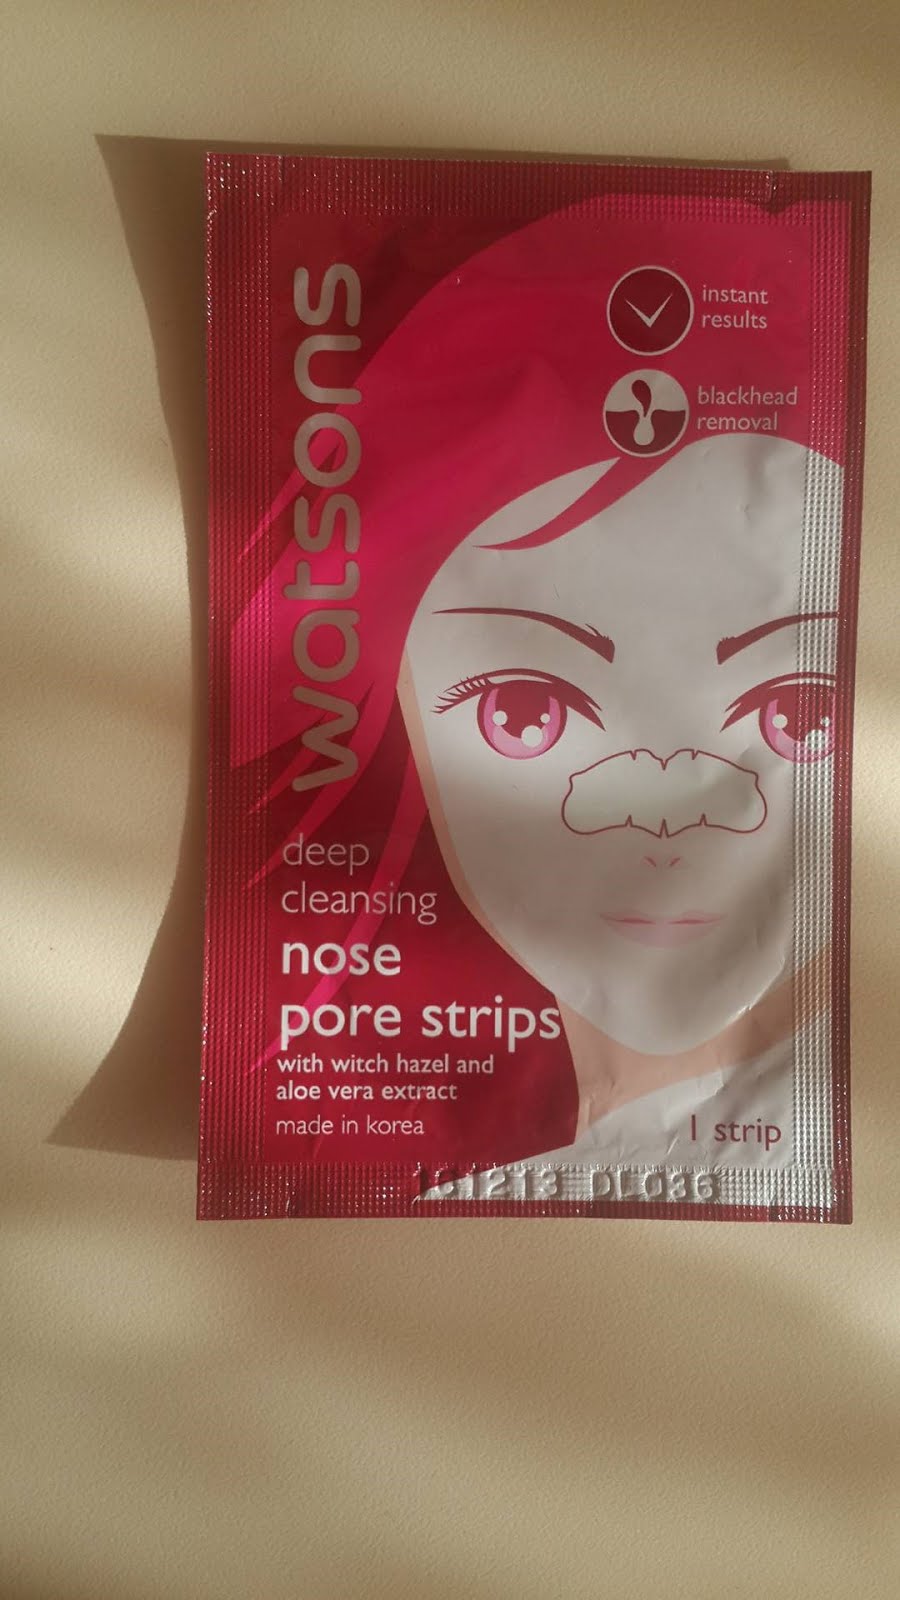 watsons
instant
results
blackhead
removal
deep
cleansing
nose
pore strips
with witch hazel and
aloe vera extract
made in korea
1 strip
161213 DL036